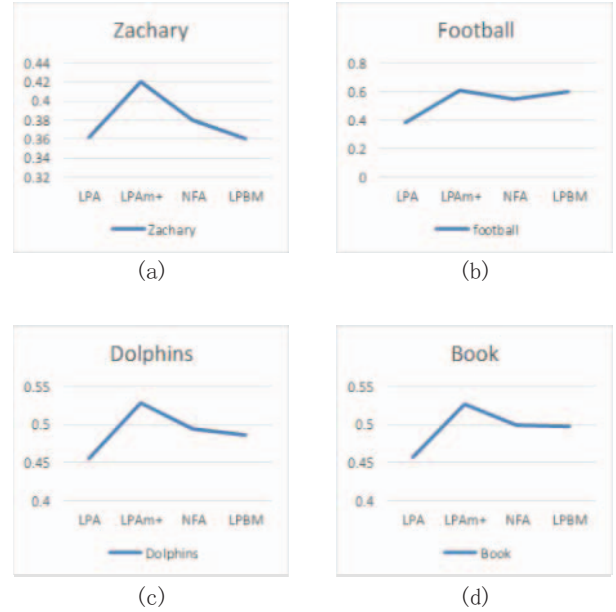 Zachary
0.44
0.42
0.4
0.38
0.36
0.34
0.32
LPA LPAm+ NFA LPBM
Zachary
(a)
Football
0.8
0.6
0.4
0.2
0
LPA LPAm+ NFA LPBM
football
(b)
Dolphins
0.55
0.5
0.45
0.4
LPA LPAm+ NFA LPBM
Dolphins
(c)
Book
0.55
0.5
0.45
0.4
LPA LPAm+ NFA LPBM
Book
(d)